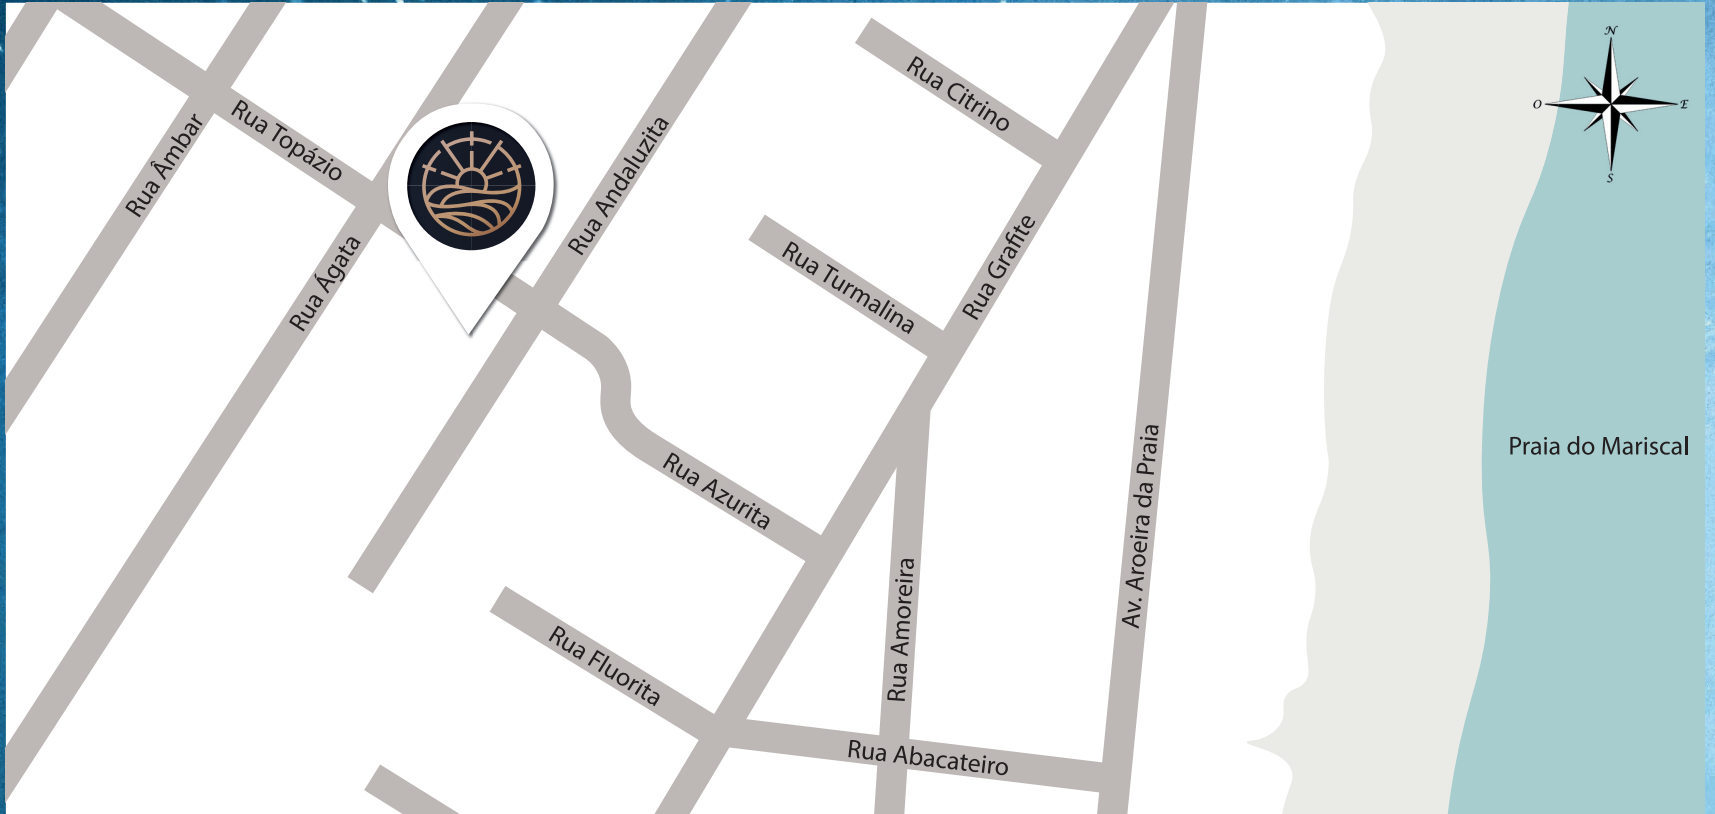 N
O
E
S
Rua Citrino
Rua Topázio
Rua Âmbar
Rua Andaluzita
Rua Ágata
Rua Turmalina
Rua Grafite
Praia do Mariscal
Rua Azurita
Av. Aroeira da Praia
Rua Amoreira
Rua Fluorita
Rua Abacateiro